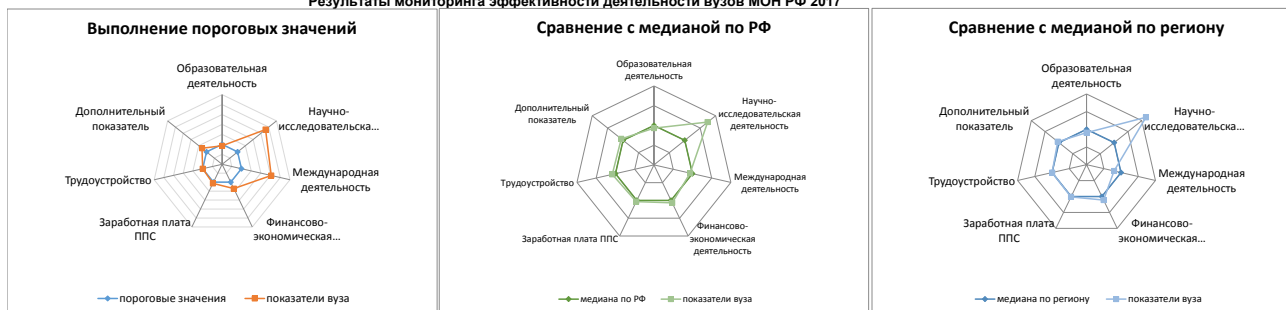 Результаты мониторинга эффективности деятельности вузов МОН РФ 2017
Выполнение пороговых значений
Образовательная
деятельность
Научно-
исследовательска...
Международная
деятельность
Финансово-
экономическая...
Заработная плата
ППС
Трудоустройство
Дополнительный
показатель
пороговые значения
показатели вуза
Сравнение с медианой по РФ
Образовательная
деятельность
Научно-
исследовательская
деятельность
Международная
деятельность
Финансово-
экономическая
деятельность
Заработная плата ППС
Трудоустройство
Дополнительный
показатель
медиана по РФ
показатели вуза
Сравнение с медианой по региону
Образовательная
деятельность
Научно-
исследовательска...
Международная
деятельность
Финансово-
экономическая...
Заработная плата
ППС
Трудоустройство
Дополнительный
показатель
медиана по региону
показатели вуза